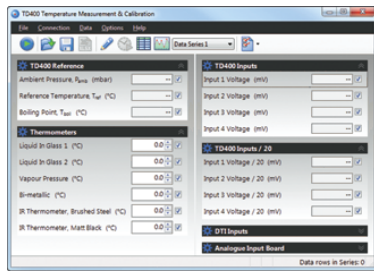 TD400 Temperature Measurement & Calibration
File Connection Data Options Help
Data Series 1
TD400 Reference
Ambient Pressure, Pamb (mbar) --
Reference Temperature, Tref (°C) --
Boiling Point, Tboil (°C) --
Thermometers
Liquid In Glass 1 (°C) 0.0
Liquid In Glass 2 (°C) 0.0
Vapour Pressure (°C) 0.0
Bi-metallic (°C) 0.0
IR Thermometer, Brushed Steel (°C) 0.0
IR Thermometer, Matt Black (°C) 0.0
TD400 Inputs
Input 1 Voltage (mV) --
Input 2 Voltage (mV) --
Input 3 Voltage (mV) --
Input 4 Voltage (mV) --
TD400 Inputs / 20
Input 1 Voltage / 20 (mV) --
Input 2 Voltage / 20 (mV) --
Input 3 Voltage / 20 (mV) --
Input 4 Voltage / 20 (mV) --
DTI Inputs
Analogue Input Board
Data rows in Series: 0